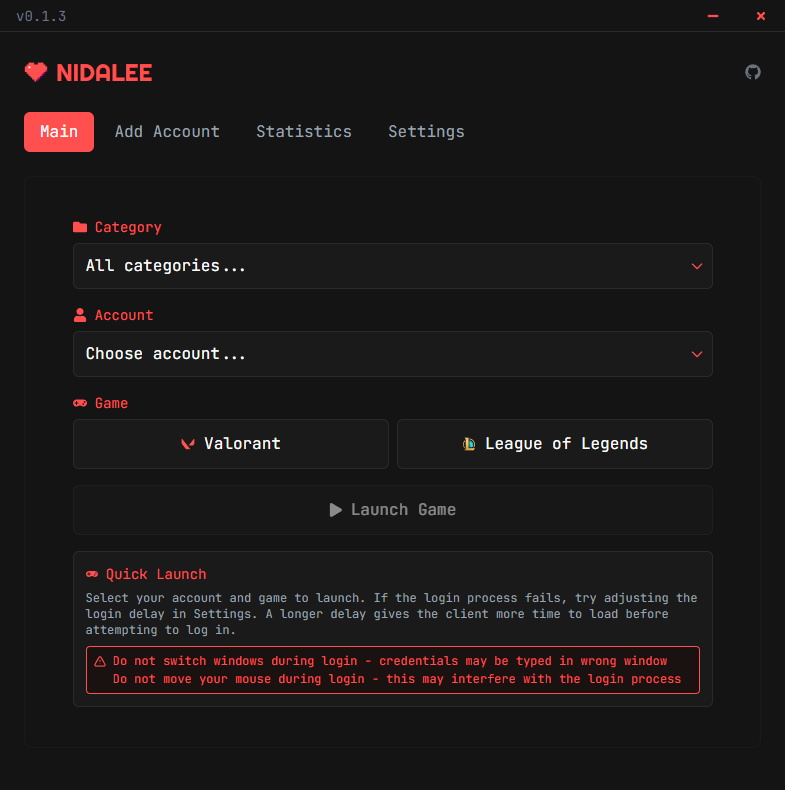 v0.1.3
NIDALEE
Main Add Account Statistics Settings
Category
All categories...
Account
Choose account...
Game
Valorant League of Legends
Launch Game
Quick Launch
Select your account and game to launch. If the login process fails, try adjusting the
login delay in Settings. A longer delay gives the client more time to load before
attempting to log in.
Do not switch windows during login - credentials may be typed in wrong window
Do not move your mouse during login - this may interfere with the login process